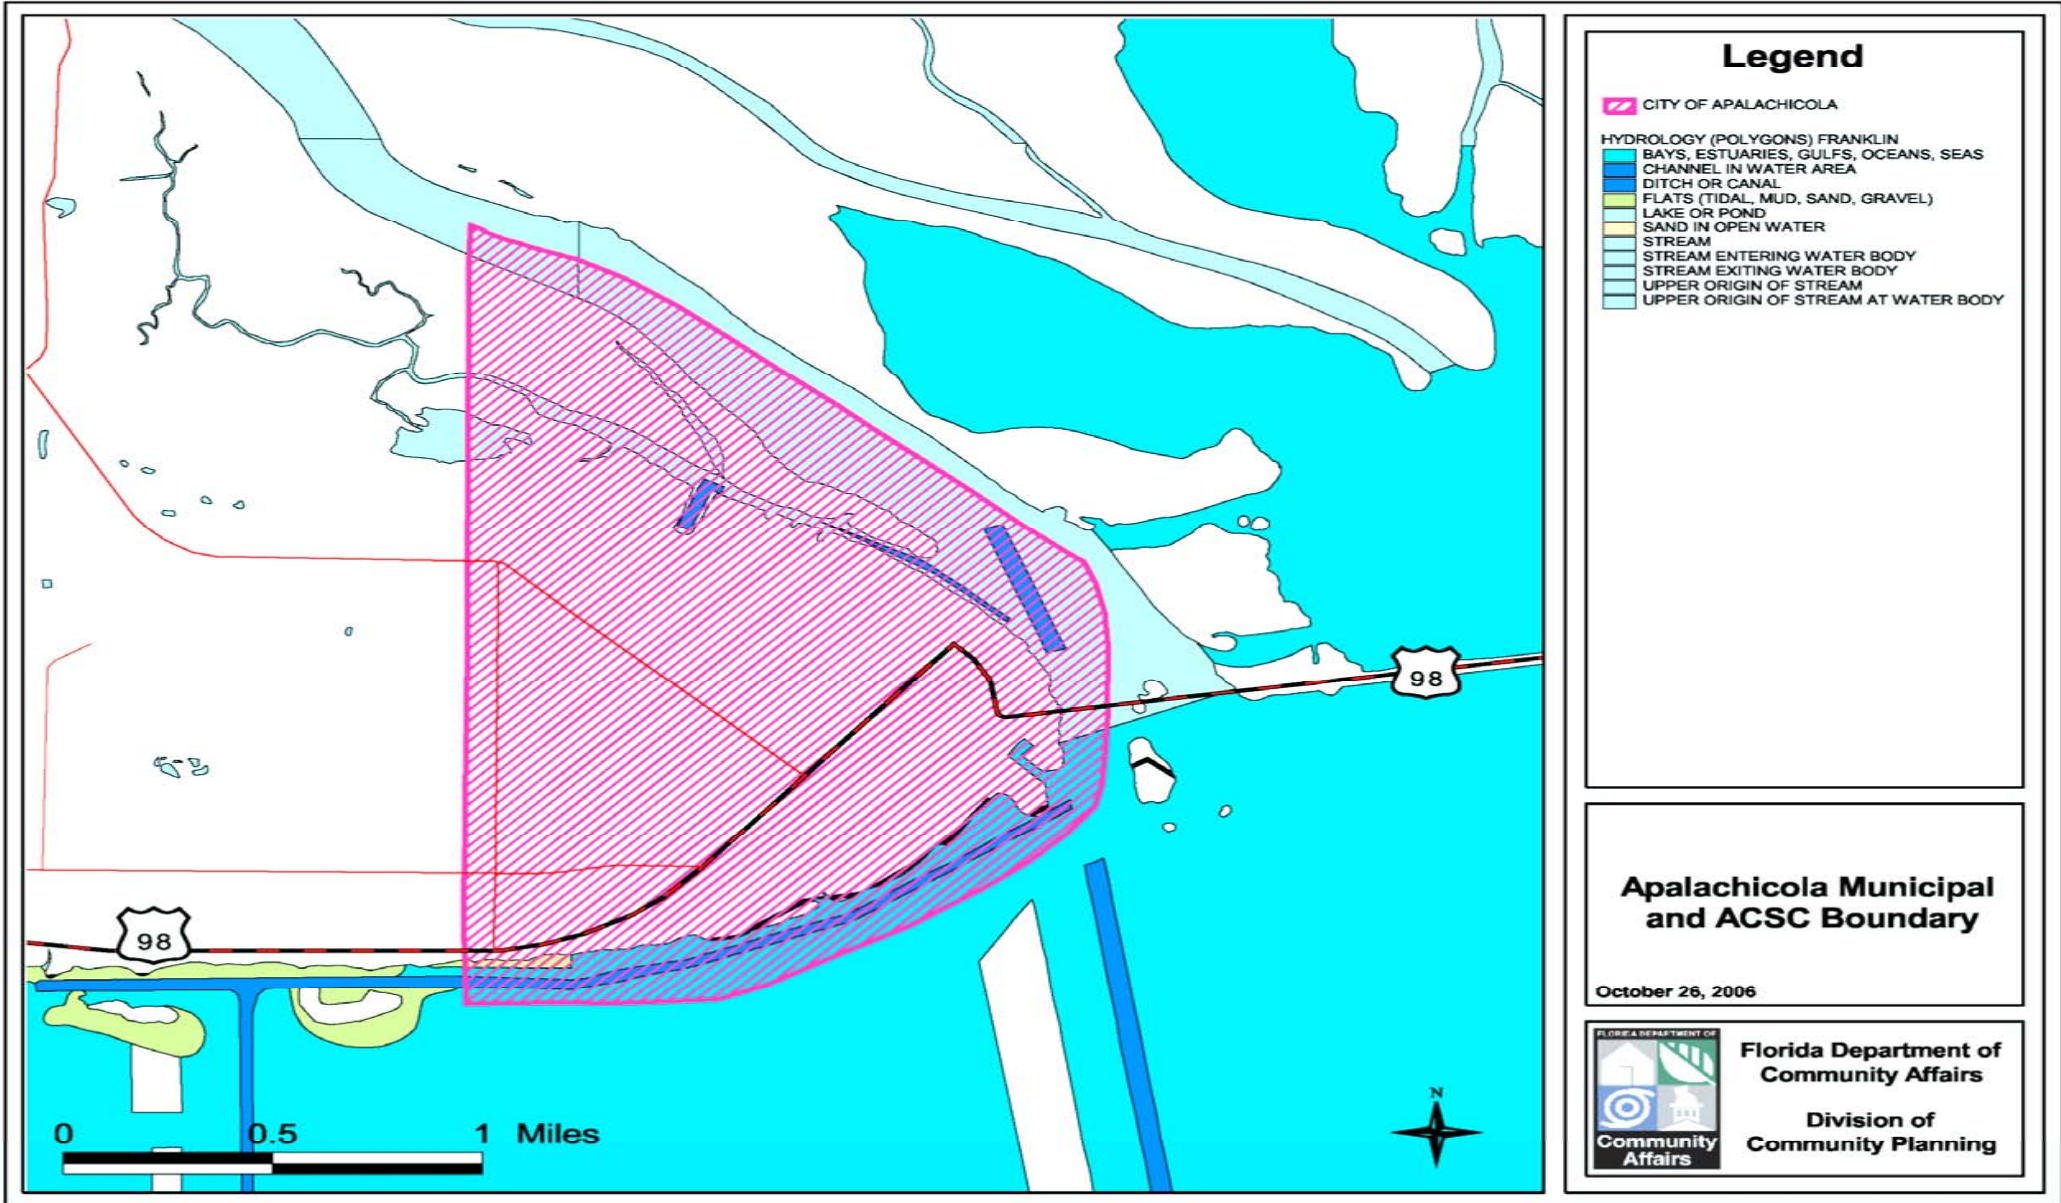 Legend
CITY OF APALACHICOLA
HYDROLOGY (POLYGONS) FRANKLIN
BAYS, ESTUARIES, GULFS, OCEANS, SEAS
CHANNEL IN WATER AREA
DITCH OR CANAL
FLATS (TIDAL, MUD, SAND, GRAVEL)
LAKE OR POND
SAND IN OPEN WATER
STREAM
STREAM ENTERING WATER BODY
STREAM EXITING WATER BODY
UPPER ORIGIN OF STREAM
UPPER ORIGIN OF STREAM AT WATER BODY
98
98
0 0.5 1 Miles
N
Apalachicola Municipal
and ACSC Boundary
October 26, 2006
FLORIDA DEPARTMENT OF
Community
Affairs
Florida Department of
Community Affairs
Division of
Community Planning